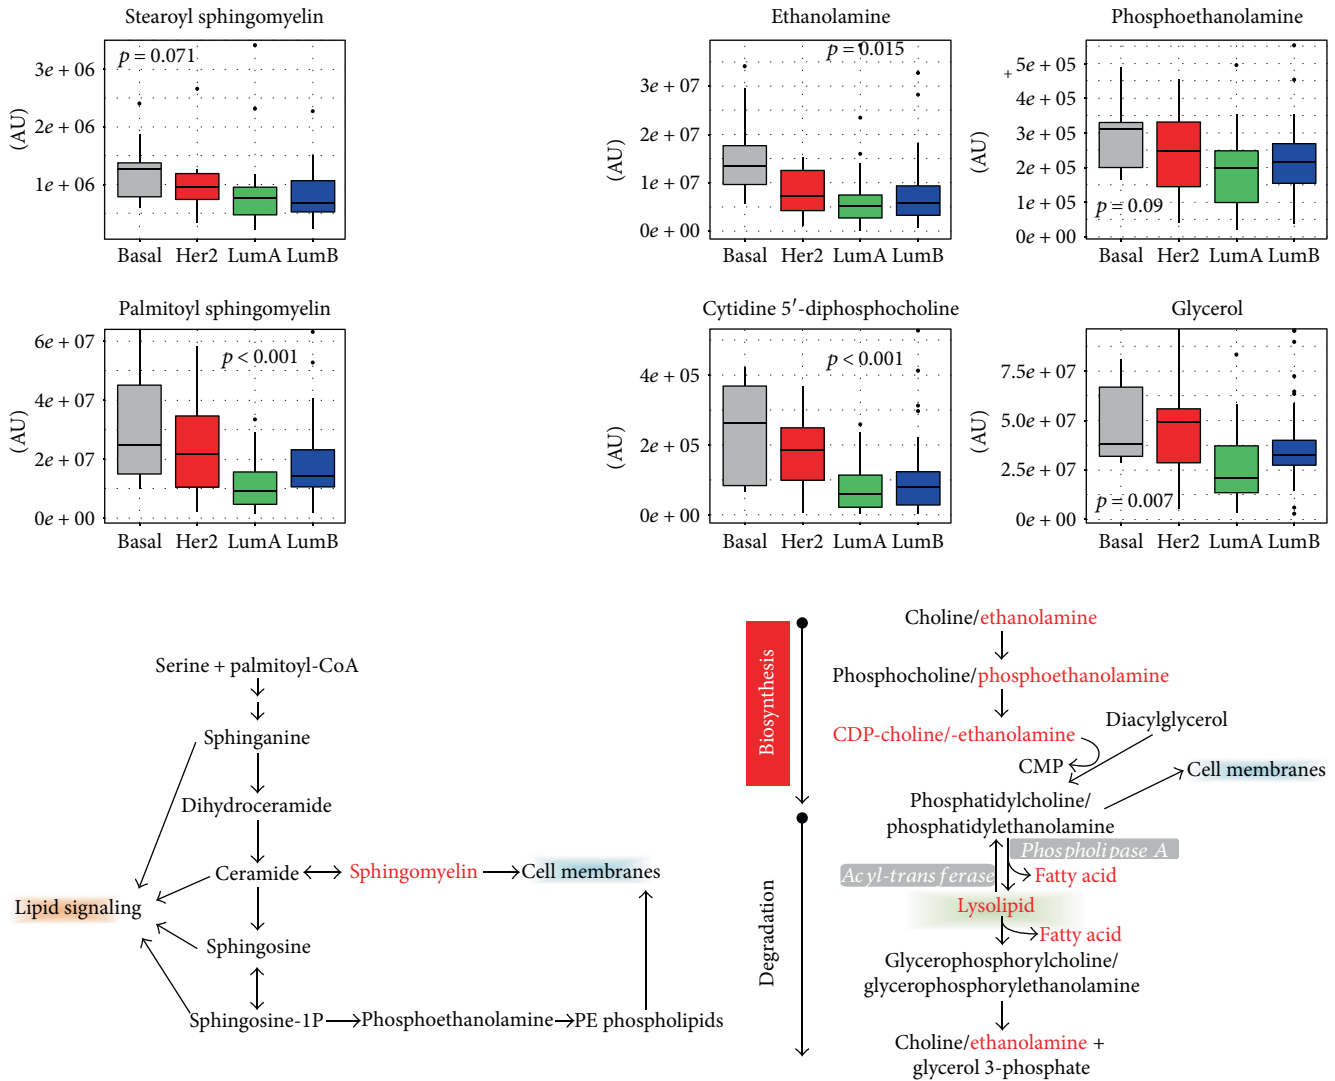 Stearoyl sphingomyelin
p = 0.071
3e + 06
2e + 06
1e + 06
(AU)
Basal Her2 LumA LumB
Ethanolamine
p = 0.015
3e + 07
2e + 07
1e + 07
0e + 00
(AU)
Basal Her2 LumA LumB
Phosphoethanolamine
+
5e + 05
4e + 05
3e + 05
2e + 05
1e + 05
0e + 00
(AU)
p = 0.09
Basal Her2 LumA LumB
Palmitoyl sphingomyelin
p < 0.001
6e + 07
4e + 07
2e + 07
0e + 00
(AU)
Basal Her2 LumA LumB
Cytidine 5′-diphosphocholine
p < 0.001
4e + 05
2e + 05
0e + 00
(AU)
Basal Her2 LumA LumB
Glycerol
7.5e + 07
5.0e + 07
2.5e + 07
0e + 00
(AU)
p = 0.007
Basal Her2 LumA LumB
Serine + palmitoyl-CoA
Sphinganine
Dihydroceramide
Ceramide
Sphingomyelin
Cell membranes
Lipid signaling
Sphingosine
Sphingosine-1P
Phosphoethanolamine
PE phospholipids
Biosynthesis
Degradation
Choline/ethanolamine
Phosphocholine/phosphoethanolamine
CDP-choline/-ethanolamine
Diacylglycerol
CMP
Cell membranes
Phosphatidylcholine/
phosphatidylethanolamine
Phospholipase A
Acyl-transferase
Fatty acid
Lysolipid
Fatty acid
Glycerophosphorylcholine/
glycerophosphorylethanolamine
Choline/ethanolamine +
glycerol 3-phosphate